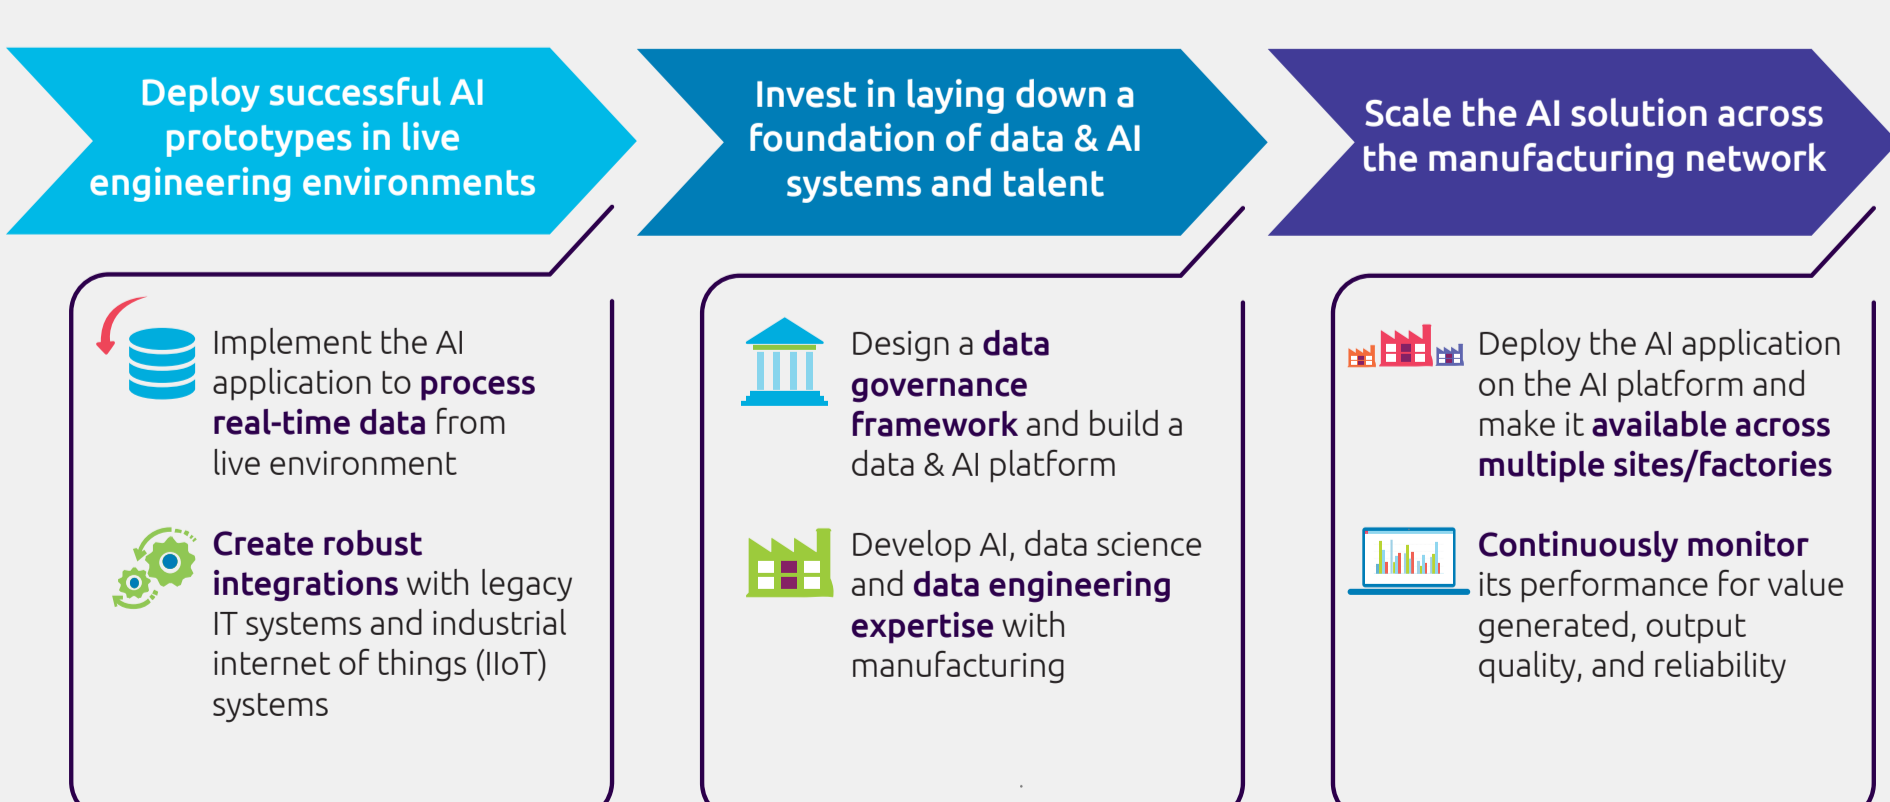 Deploy successful AI
prototypes in live
engineering environments
Implement the AI
application to process
real-time data from
live environment
Create robust
integrations with legacy
IT systems and industrial
internet of things (IIoT)
systems
Invest in laying down a
foundation of data & AI
systems and talent
Design a data
governance
framework and build a
data & AI platform
Develop AI, data science
and data engineering
expertise with
manufacturing
Scale the AI solution across
the manufacturing network
Deploy the AI application
on the AI platform and
make it available across
multiple sites/factories
Continuously monitor
its performance for value
generated, output
quality, and reliability